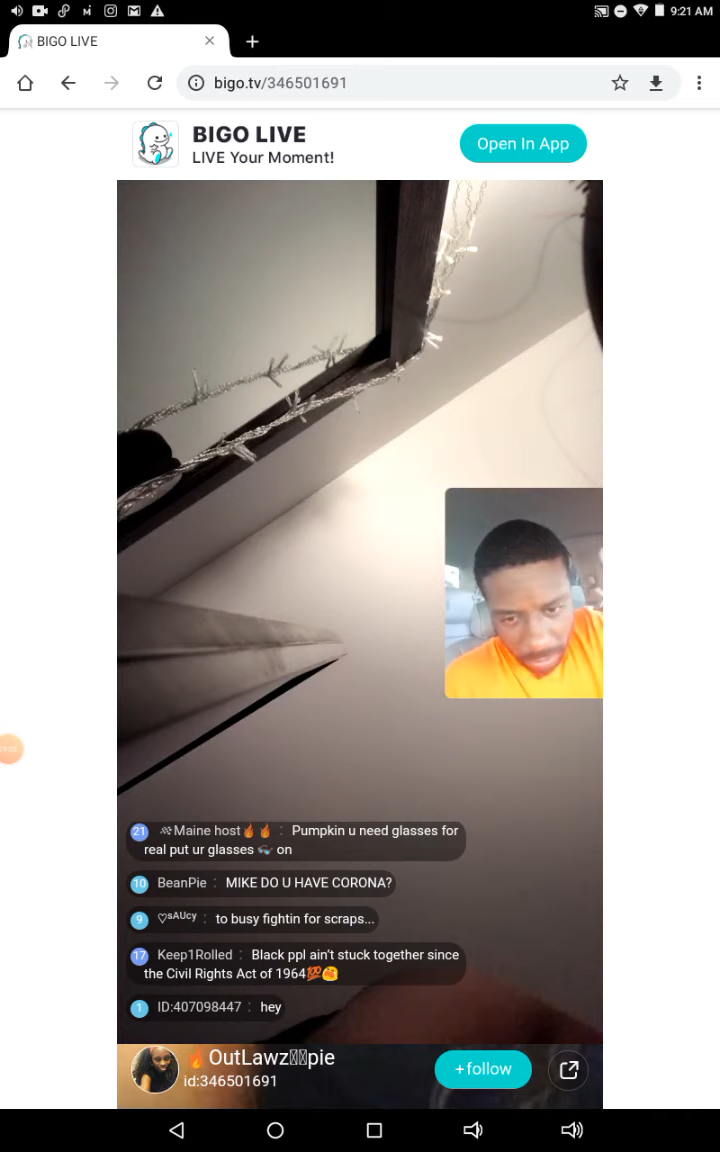 9:21 AM
BIGO LIVE
bigo.tv/346501691
BIGO LIVE
LIVE Your Moment!
Open In App
21 Maine host🔥🔥 : Pumpkin u need glasses for
real put ur glasses 👓 on
10 BeanPie : MIKE DO U HAVE CORONA?
9 ♡sAUcy : to busy fightin for scraps...
17 Keep1Rolled : Black ppl ain't stuck together since
the Civil Rights Act of 1964💯🥰
1 ID:407098447 : hey
🔥OutLawz▯▯pie
id:346501691
+follow